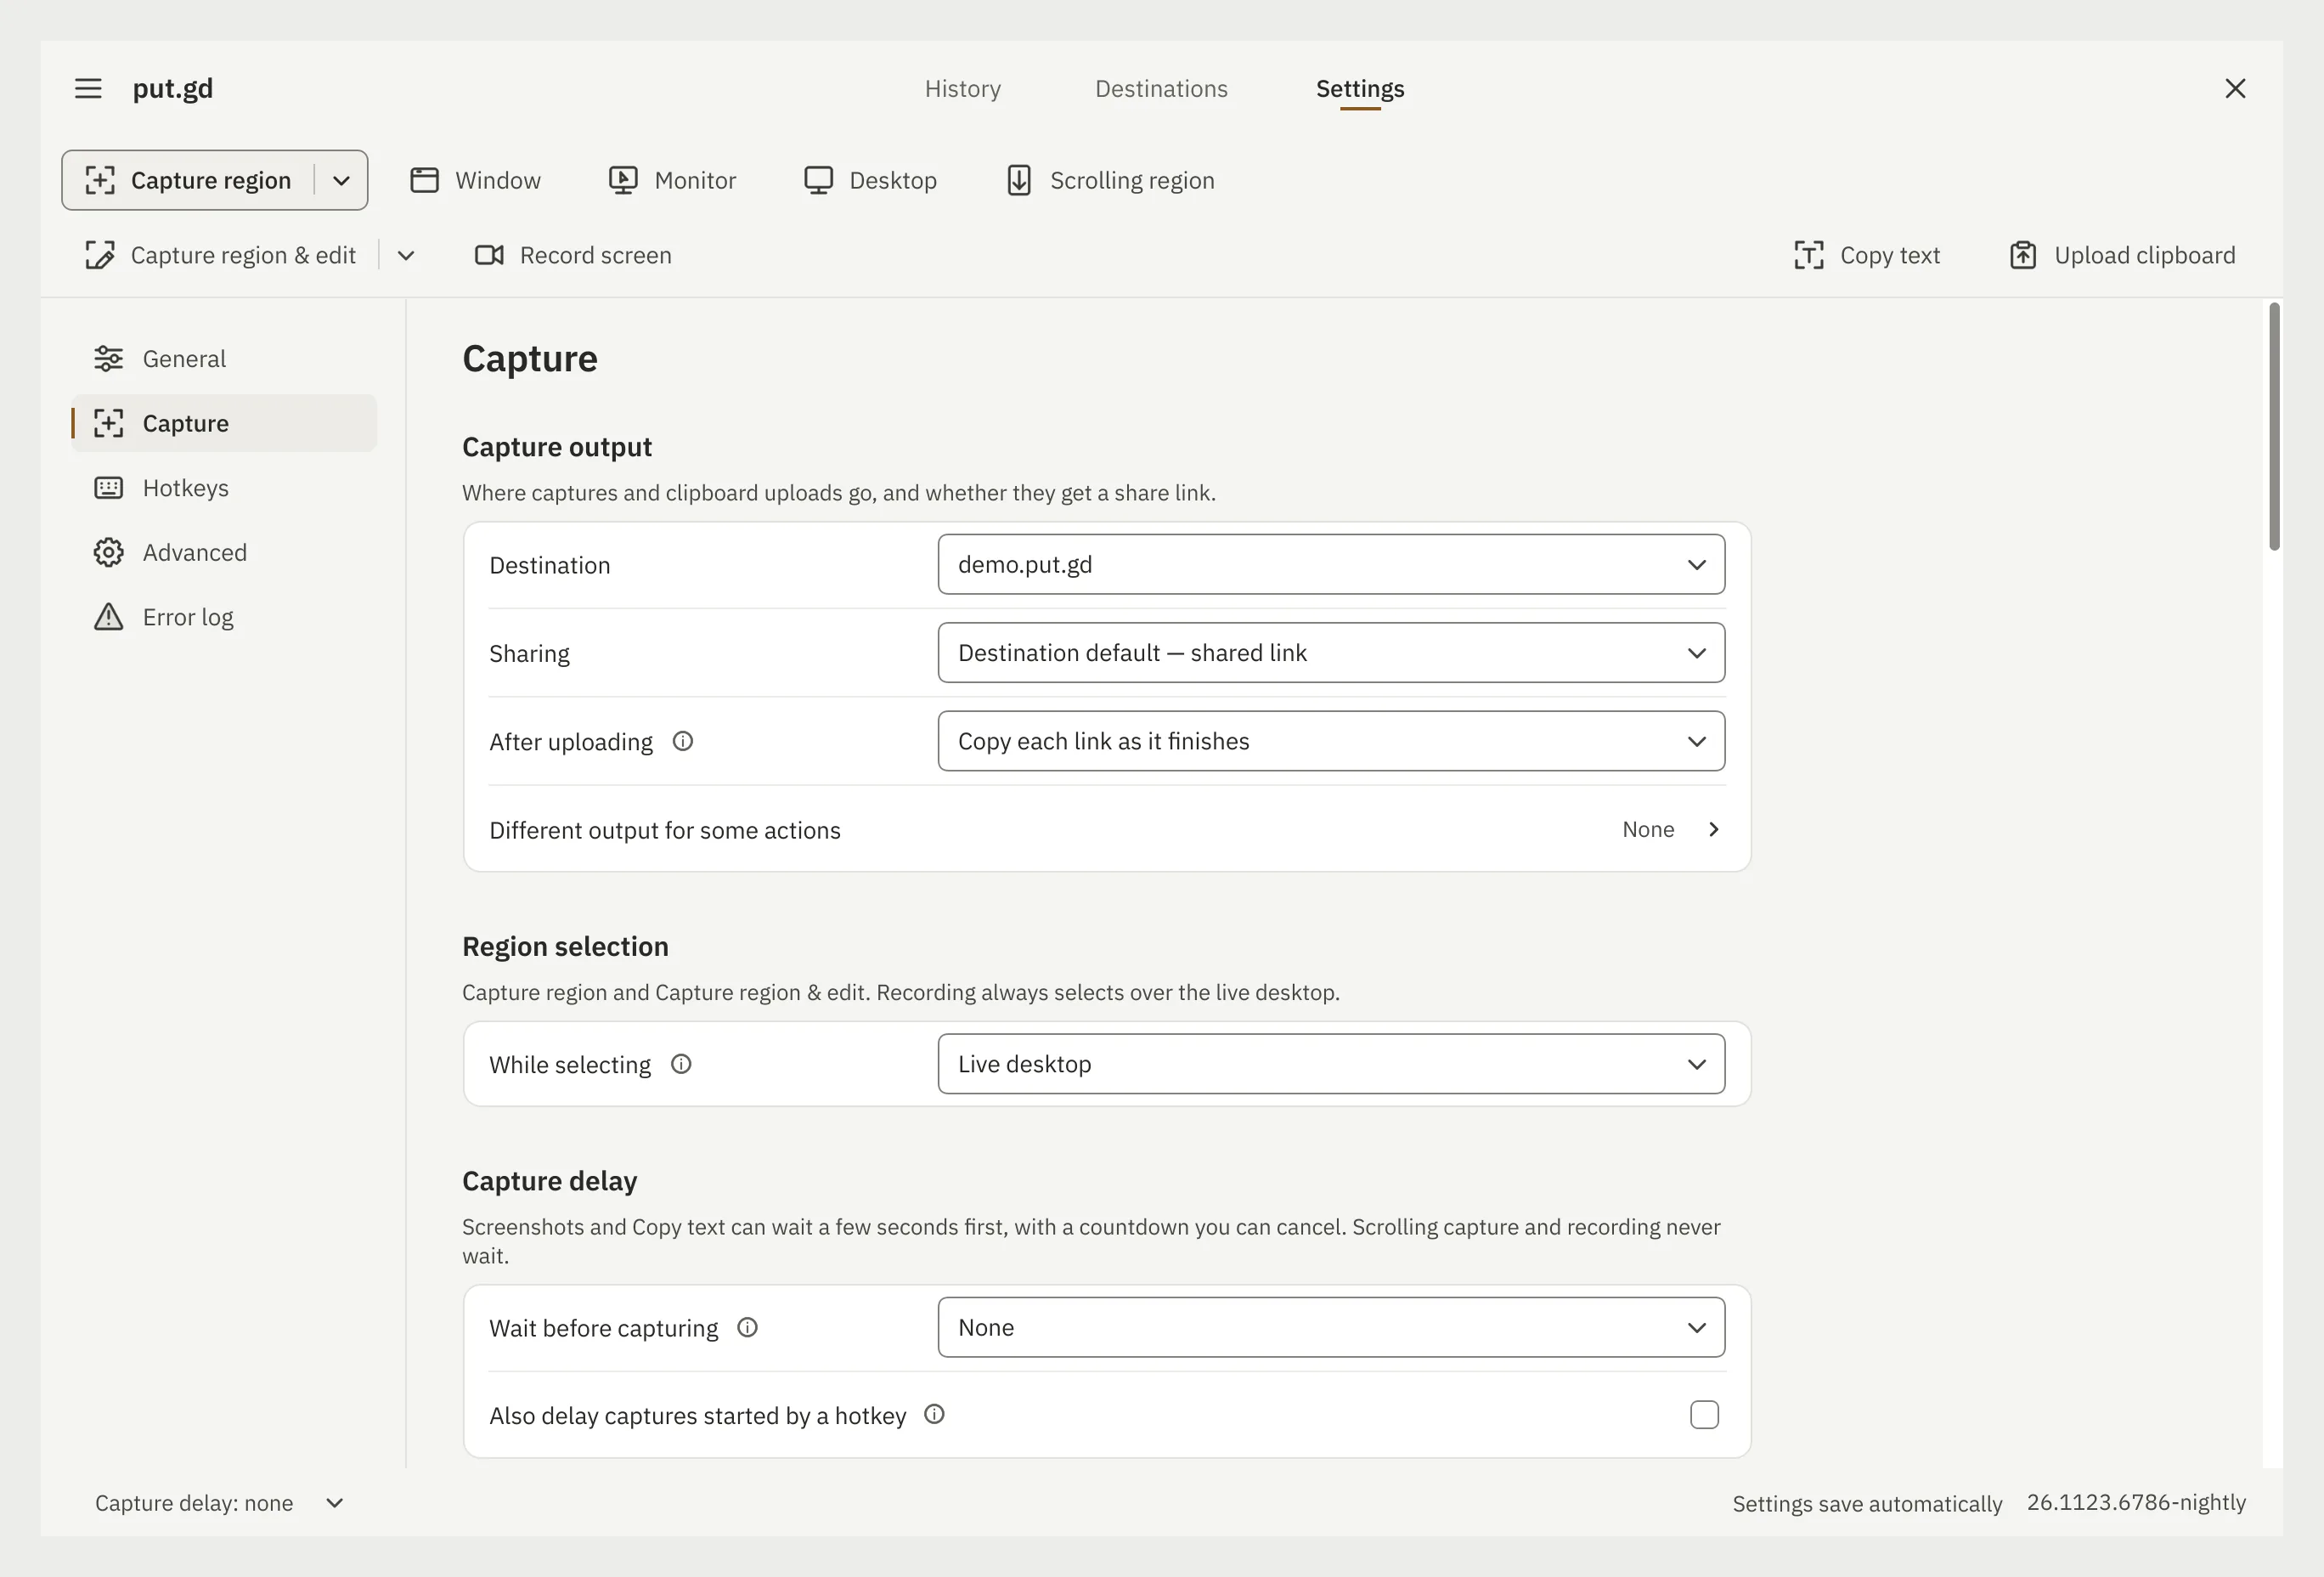 put.gd
History
Destinations
Settings
Capture region
Window
Monitor
Desktop
Scrolling region
Capture region & edit
Record screen
Copy text
Upload clipboard
General
Capture
Hotkeys
Advanced
Error log
Capture
Capture output
Where captures and clipboard uploads go, and whether they get a share link.
Destination
demo.put.gd
Sharing
Destination default — shared link
After uploading
Copy each link as it finishes
Different output for some actions
None
Region selection
Capture region and Capture region & edit. Recording always selects over the live desktop.
While selecting
Live desktop
Capture delay
Screenshots and Copy text can wait a few seconds first, with a countdown you can cancel. Scrolling capture and recording never
wait.
Wait before capturing
None
Also delay captures started by a hotkey
Capture delay: none
Settings save automatically
26.1123.6786-nightly